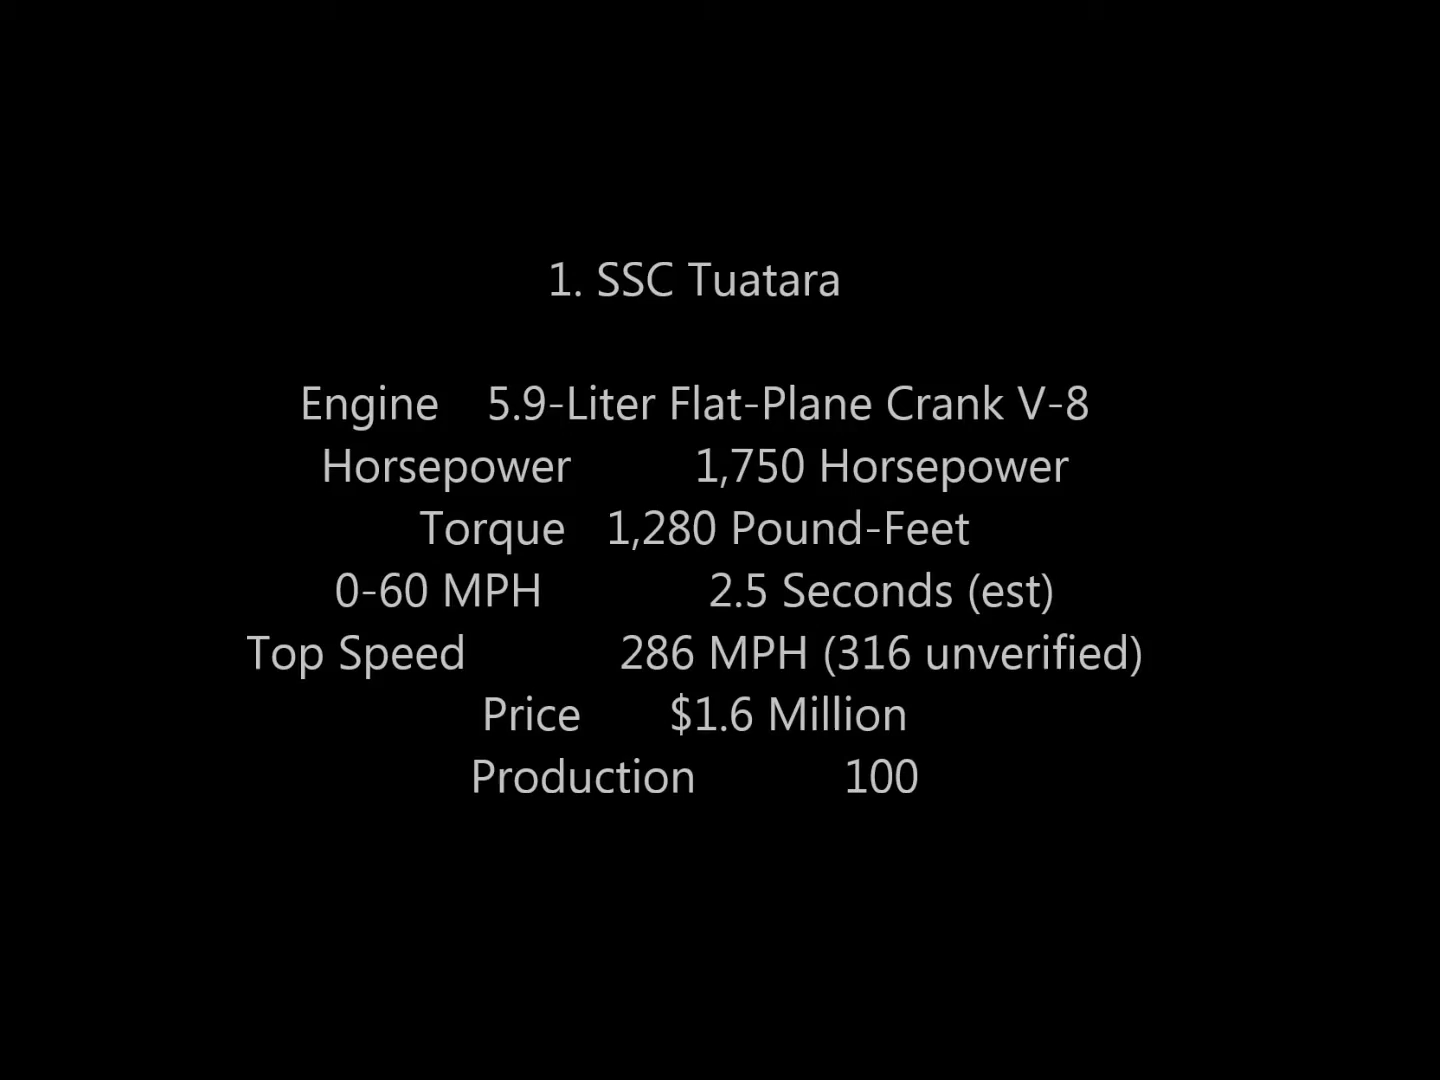 1. SSC Tuatara
Engine 5.9-Liter Flat-Plane Crank V-8
Horsepower 1,750 Horsepower
Torque 1,280 Pound-Feet
0-60 MPH 2.5 Seconds (est)
Top Speed 286 MPH (316 unverified)
Price $1.6 Million
Production 100